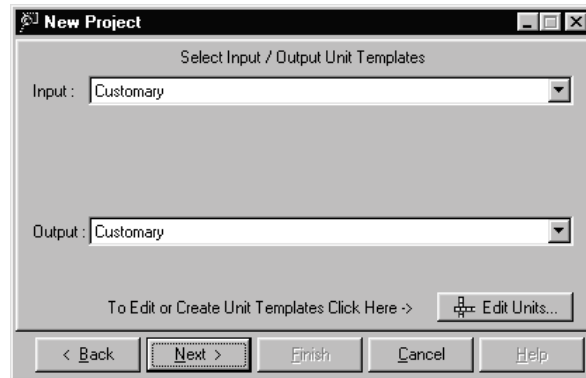 New Project
Select Input / Output Unit Templates
Input : Customary
Output : Customary
To Edit or Create Unit Templates Click Here -> Edit Units...
< Back Next > Finish Cancel Help